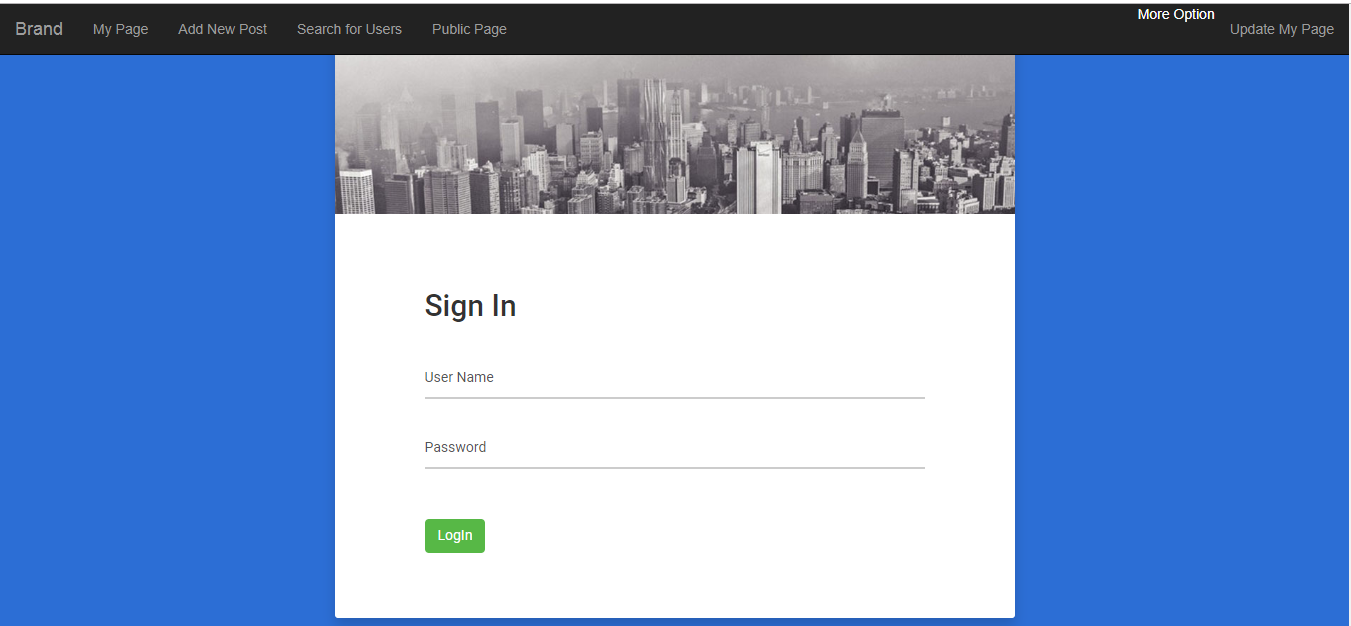 Brand My Page Add New Post Search for Users Public Page More Option Update My Page
Sign In
User Name
Password
LogIn